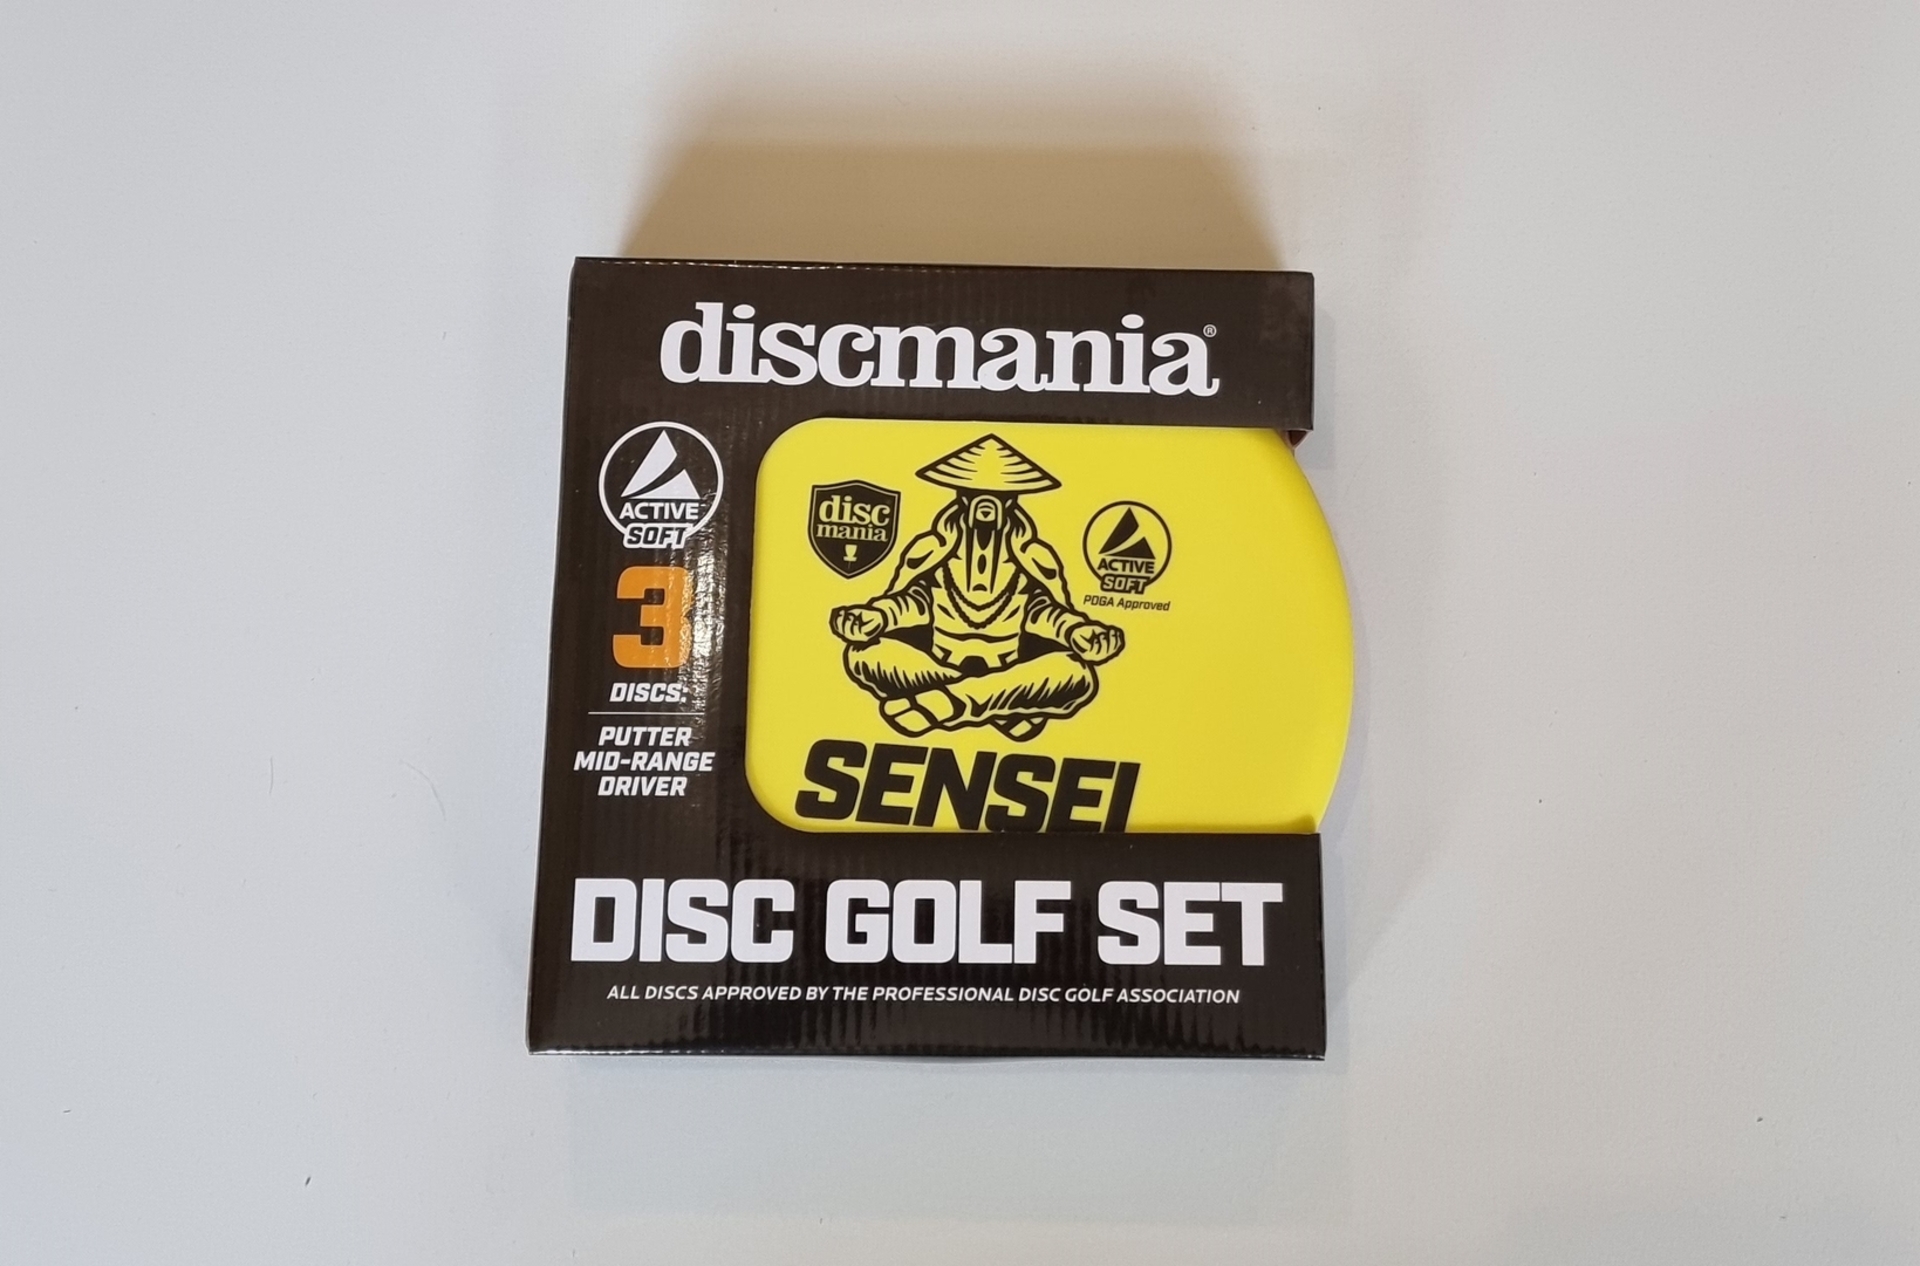 discmania®
ACTIVE
SOFT
3
DISCS:
PUTTER
MID-RANGE
DRIVER
disc
mania
ACTIVE
SOFT
PDGA Approved
SENSEI
DISC GOLF SET
ALL DISCS APPROVED BY THE PROFESSIONAL DISC GOLF ASSOCIATION